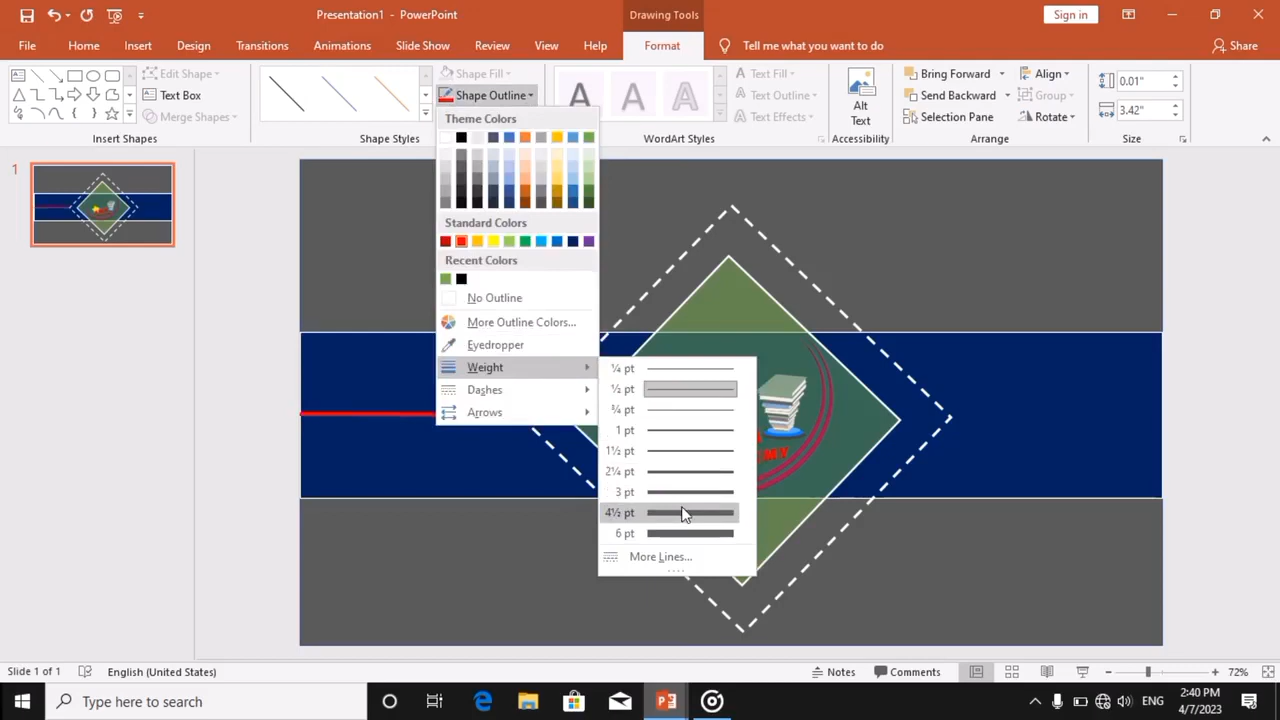 Presentation1 - PowerPoint
Drawing Tools
Sign in
File
Home
Insert
Design
Transitions
Animations
Slide Show
Review
View
Help
Format
Tell me what you want to do
Share
Edit Shape
Text Box
Merge Shapes
Insert Shapes
Shape Fill
Shape Outline
Shape Styles
A A A
Text Fill
Text Outline
Text Effects
WordArt Styles
Alt
Text
Accessibility
Bring Forward
Send Backward
Selection Pane
Align
Group
Rotate
Arrange
0.01"
3.42"
Size
Theme Colors
Standard Colors
Recent Colors
No Outline
More Outline Colors...
Eyedropper
Weight
Dashes
Arrows
¼ pt
½ pt
¾ pt
1 pt
1½ pt
2¼ pt
3 pt
4½ pt
6 pt
More Lines...
1
Slide 1 of 1
English (United States)
Notes
Comments
72%
Type here to search
ENG
2:40 PM
4/7/2023